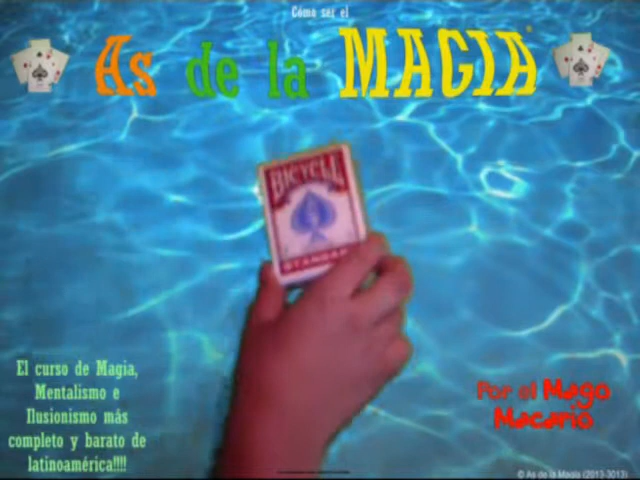 Cómo ser el
As de la MAGIA
BICYCLE
STANDARD
El curso de Magia,
Mentalismo e
Ilusionismo más
completo y barato de
latinoamérica!!!!
Por el Mago
Macario
© As de la Magia (2013-3013)